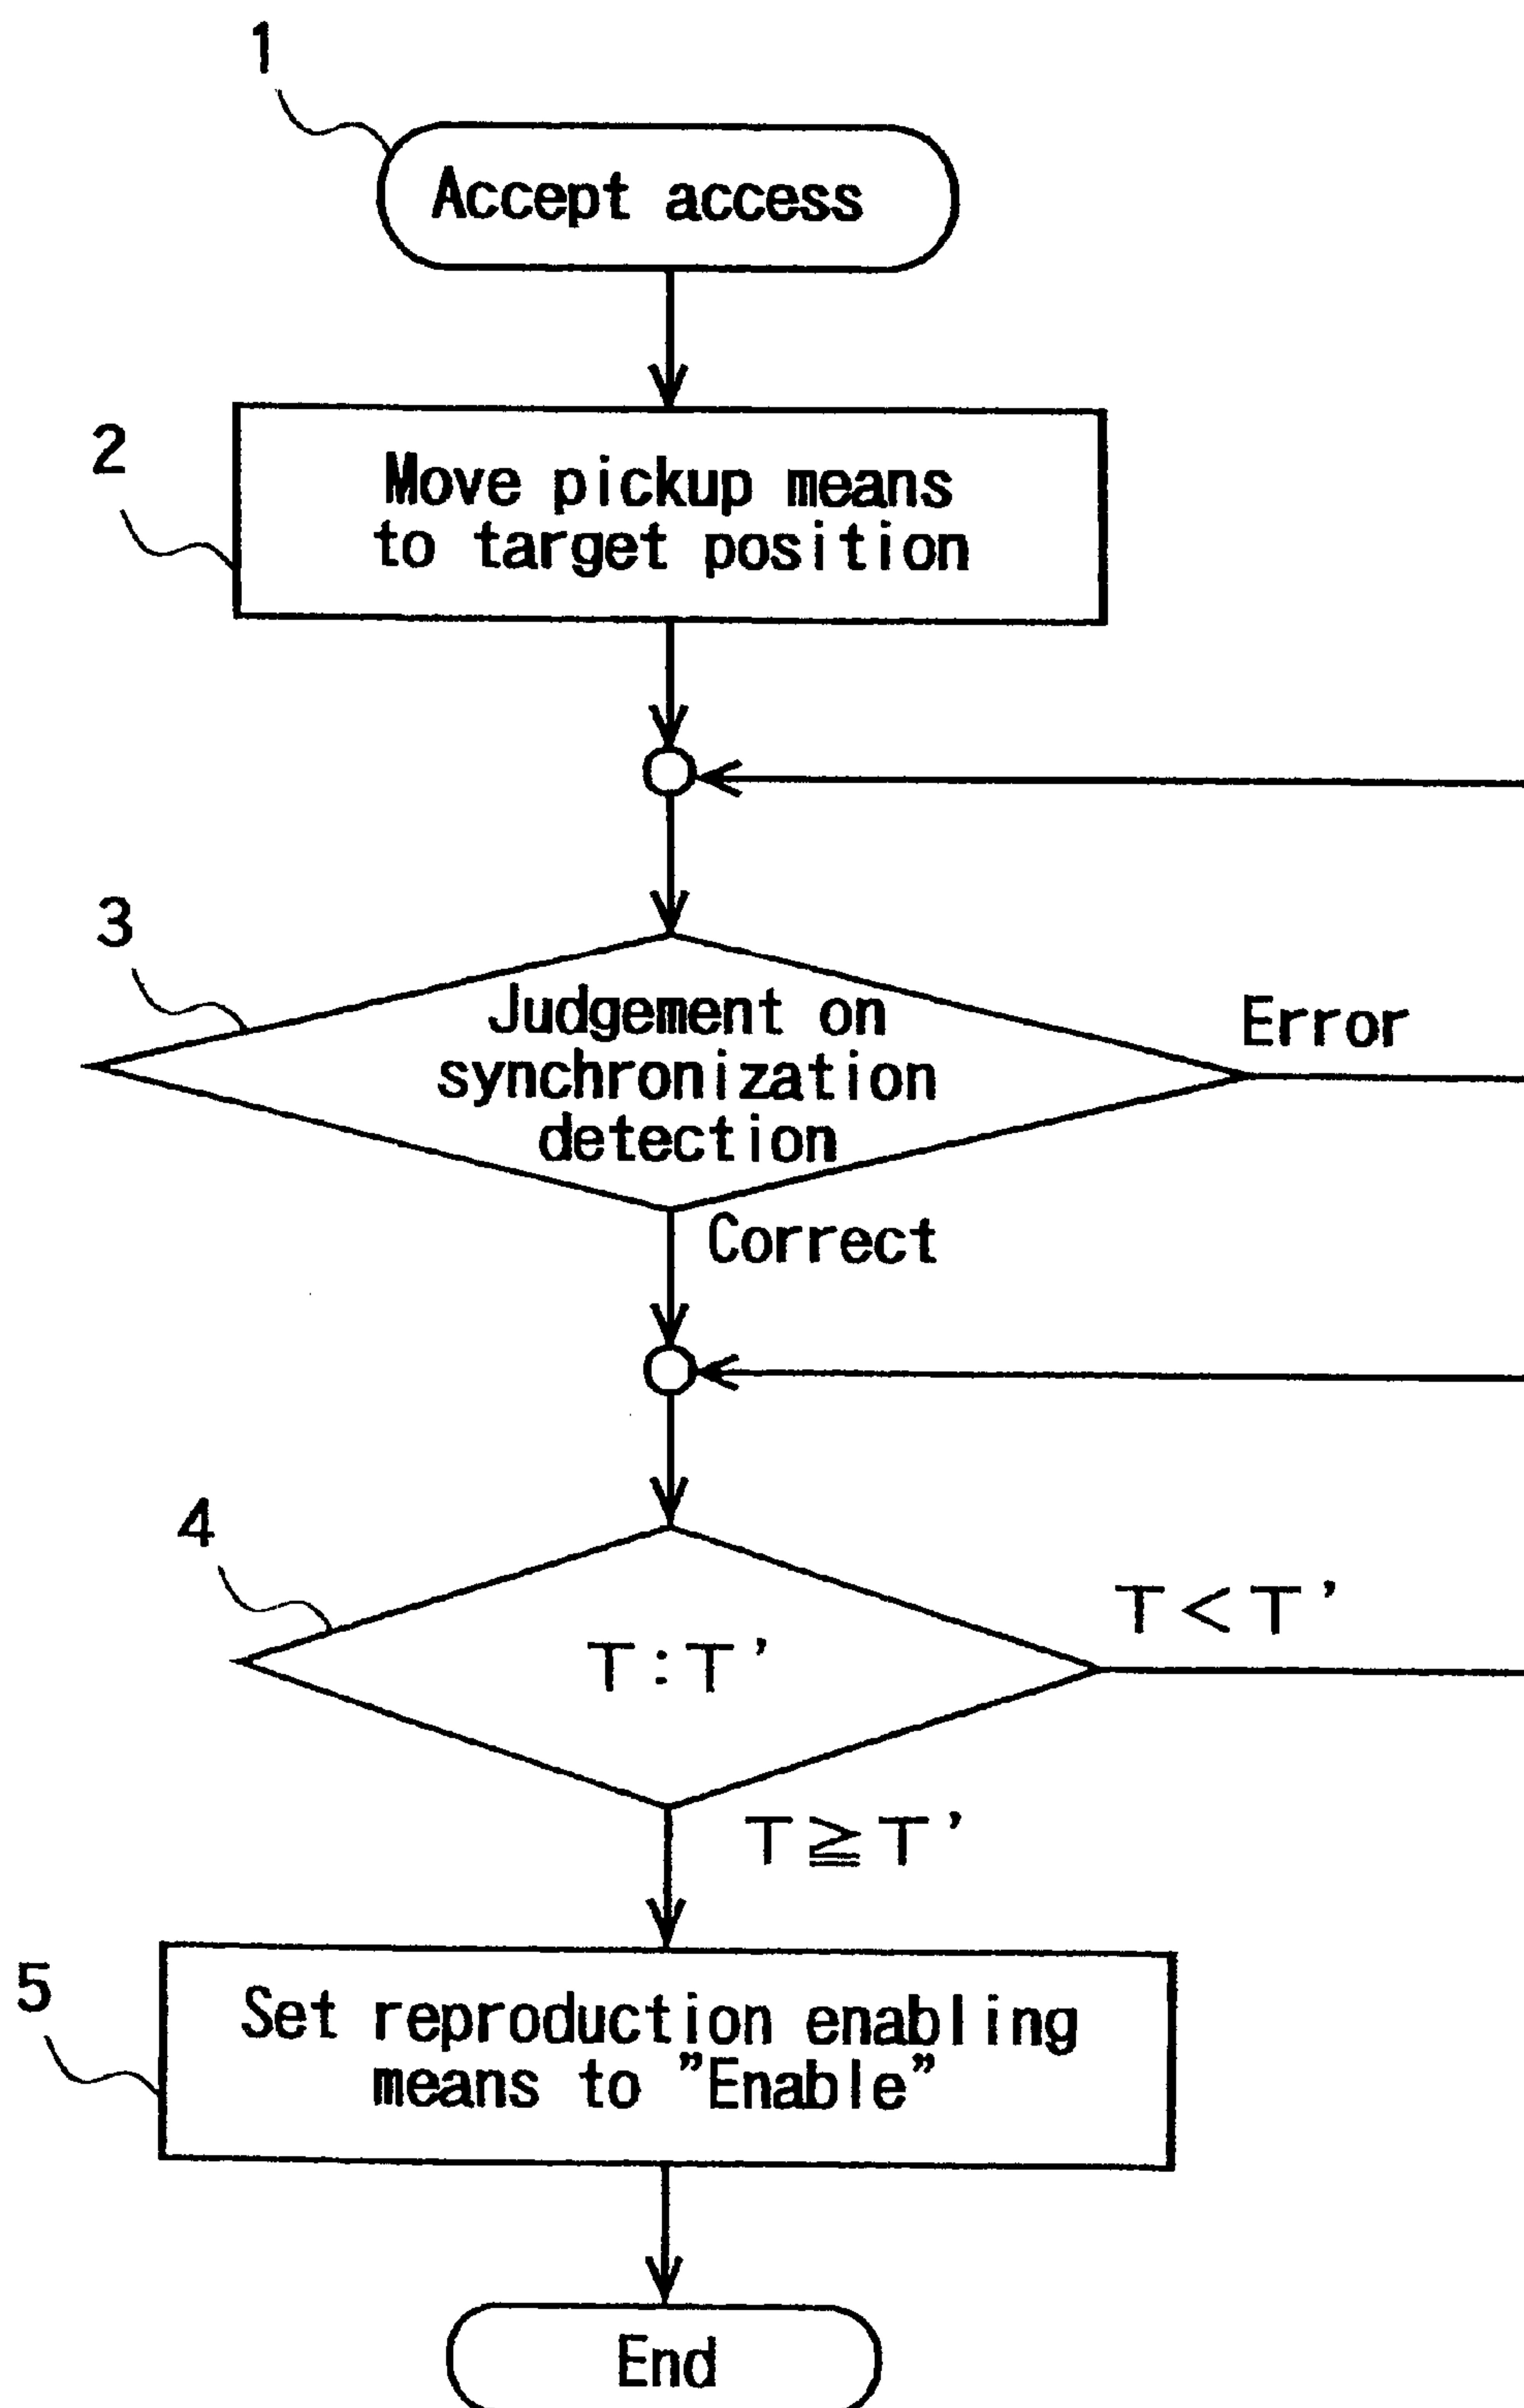 1
Accept access
2
Move pickup means
to target position
3
Judgement on
synchronization
detection
Error
Correct
4
T:T'
T<T'
T≧T'
5
Set reproduction enabling
means to "Enable"
End